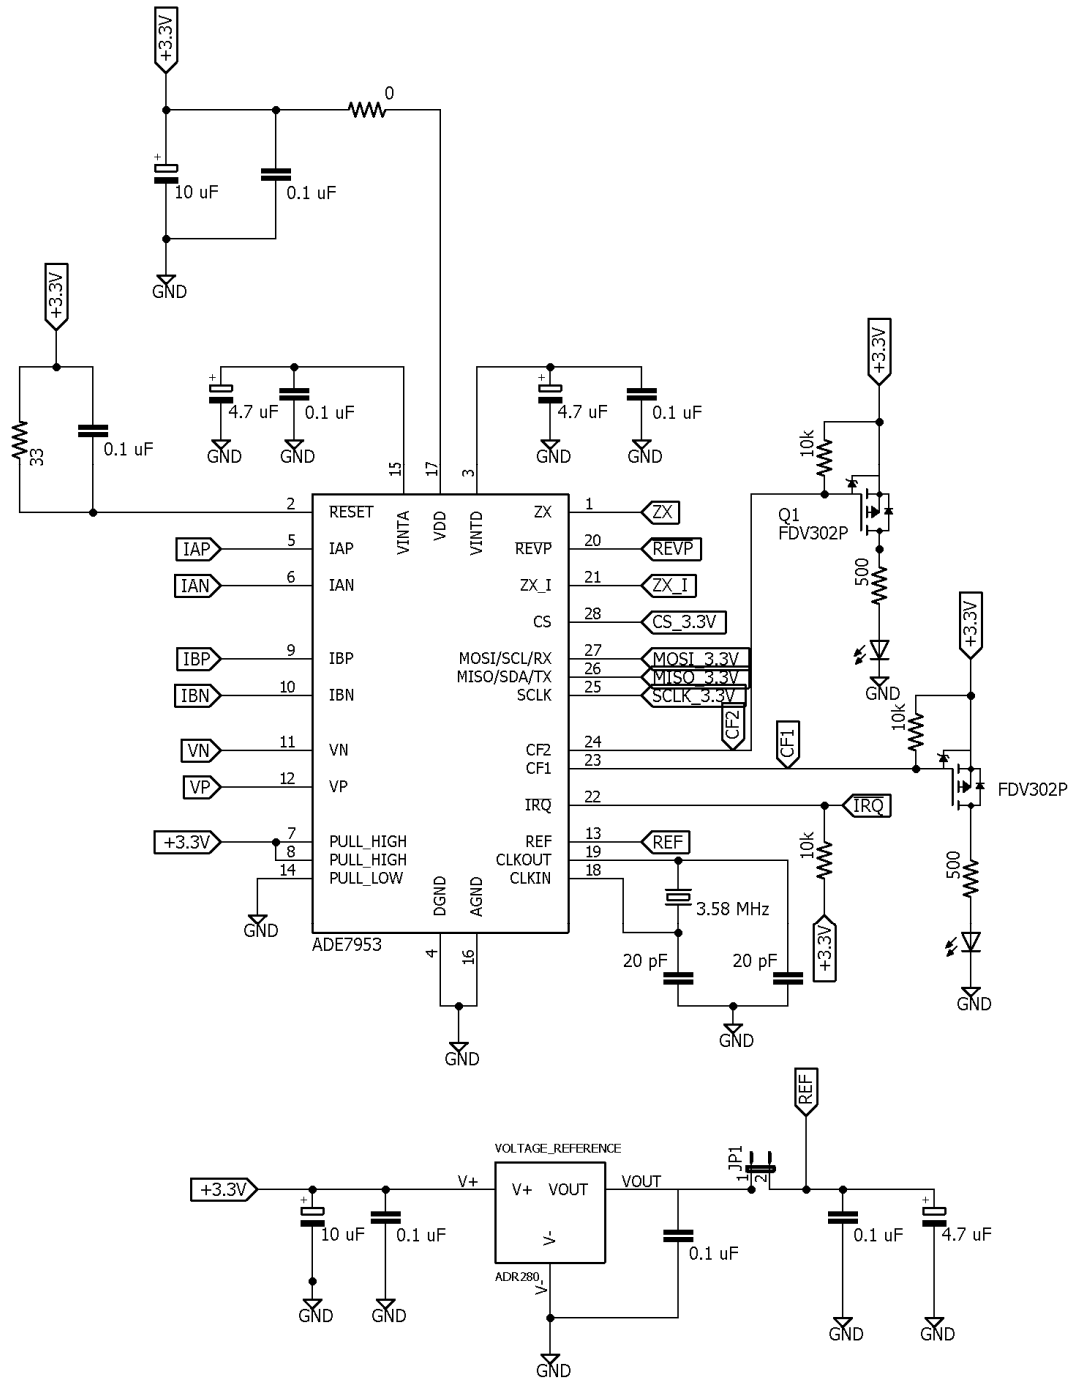 +3.3V
0
+
10 uF
0.1 uF
GND
+3.3V
33
0.1 uF
+
4.7 uF
0.1 uF
GND
GND
+
4.7 uF
0.1 uF
GND
GND
+3.3V
10k
Q1
FDV302P
500
GND
15
17
3
VINTA
VDD
VINTD
2
RESET
IAP
5
IAP
IAN
6
IAN
IBP
9
IBP
IBN
10
IBN
VN
11
VN
VP
12
VP
+3.3V
7
PULL_HIGH
8
PULL_HIGH
14
PULL_LOW
GND
ZX
1
ZX
REVP
20
REVP
ZX_I
21
ZX_I
CS
28
CS_3.3V
MOSI/SCL/RX
27
MOSI_3.3V
MISO/SDA/TX
26
MISO_3.3V
SCLK
25
SCLK_3.3V
CF2
CF2
24
CF1
23
CF1
IRQ
22
IRQ
REF
13
REF
CLKOUT
19
CLKIN
18
DGND
AGND
ADE7953
4
16
GND
3.58 MHz
20 pF
20 pF
GND
10k
+3.3V
+3.3V
10k
FDV302P
500
GND
REF
VOLTAGE_REFERENCE
+3.3V
V+
V+
VOUT
VOUT
V-
ADR280
V-
JP1
1
2
+
10 uF
0.1 uF
GND
GND
0.1 uF
GND
0.1 uF
+
4.7 uF
GND
GND